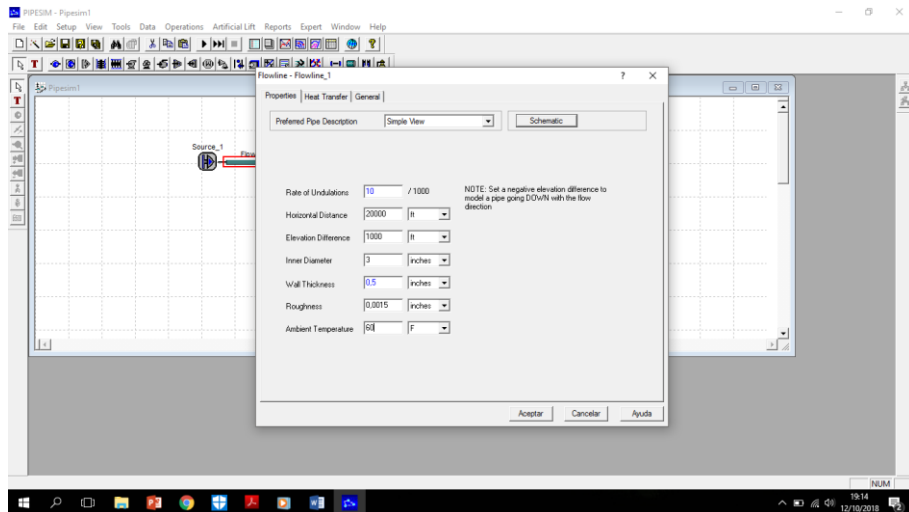 PIPESIM - Pipesim1
File Edit Setup View Tools Data Operations Artificial Lift Reports Expert Window Help
Pipesim1
Source_1
Flow
Flowline - Flowline_1
Properties Heat Transfer General
Preferred Pipe Description Simple View Schematic
Rate of Undulations 10 / 1000
NOTE: Set a negative elevation difference to
model a pipe going DOWN with the flow
direction
Horizontal Distance 20000 ft
Elevation Difference 1000 ft
Inner Diameter 3 inches
Wall Thickness 0,5 inches
Roughness 0,0015 inches
Ambient Temperature 60 F
Aceptar Cancelar Ayuda
NUM
19:14
12/10/2018